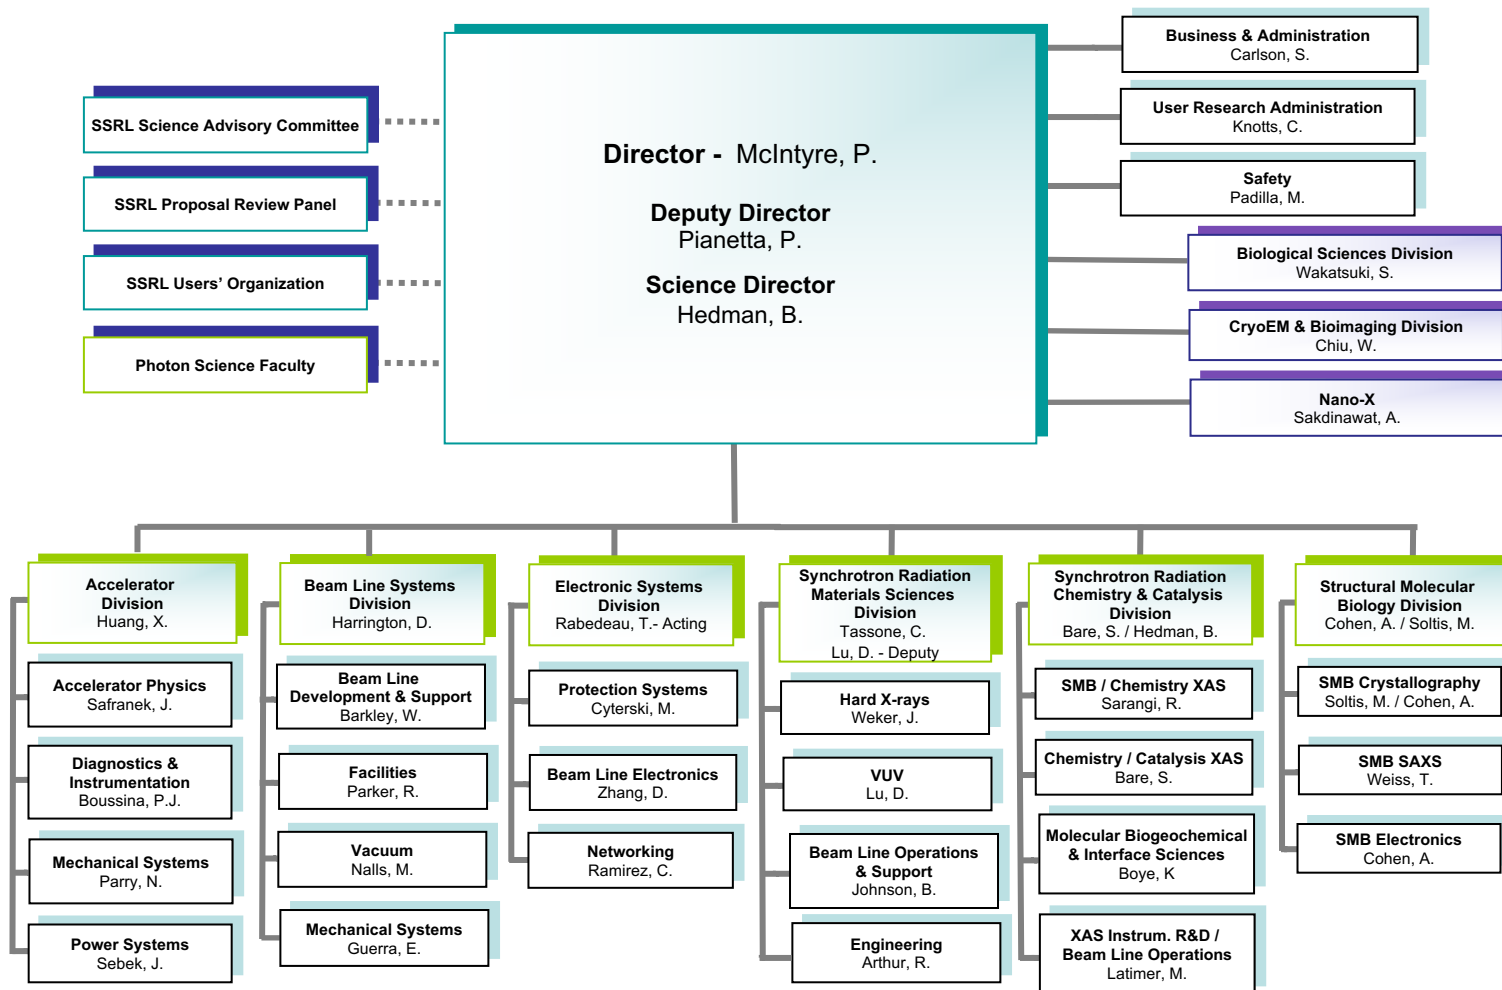 Business & Administration
Carlson, S.
User Research Administration
Knotts, C.
Safety
Padilla, M.
Biological Sciences Division
Wakatsuki, S.
CryoEM & Bioimaging Division
Chiu, W.
Nano-X
Sakdinawat, A.
SSRL Science Advisory Committee
SSRL Proposal Review Panel
SSRL Users' Organization
Photon Science Faculty
Director - McIntyre, P.
Deputy Director
Pianetta, P.
Science Director
Hedman, B.
Accelerator
Division
Huang, X.
Accelerator Physics
Safranek, J.
Diagnostics &
Instrumentation
Boussina, P.J.
Mechanical Systems
Parry, N.
Power Systems
Sebek, J.
Beam Line Systems
Division
Harrington, D.
Beam Line
Development & Support
Barkley, W.
Facilities
Parker, R.
Vacuum
Nalls, M.
Mechanical Systems
Guerra, E.
Electronic Systems
Division
Rabedeau, T.- Acting
Protection Systems
Cyterski, M.
Beam Line Electronics
Zhang, D.
Networking
Ramirez, C.
Synchrotron Radiation
Materials Sciences
Division
Tassone, C.
Lu, D. - Deputy
Hard X-rays
Weker, J.
VUV
Lu, D.
Beam Line Operations
& Support
Johnson, B.
Engineering
Arthur, R.
Synchrotron Radiation
Chemistry & Catalysis
Division
Bare, S. / Hedman, B.
SMB / Chemistry XAS
Sarangi, R.
Chemistry / Catalysis XAS
Bare, S.
Molecular Biogeochemical
& Interface Sciences
Boye, K
XAS Instrum. R&D /
Beam Line Operations
Latimer, M.
Structural Molecular
Biology Division
Cohen, A. / Soltis, M.
SMB Crystallography
Soltis, M. / Cohen, A.
SMB SAXS
Weiss, T.
SMB Electronics
Cohen, A.